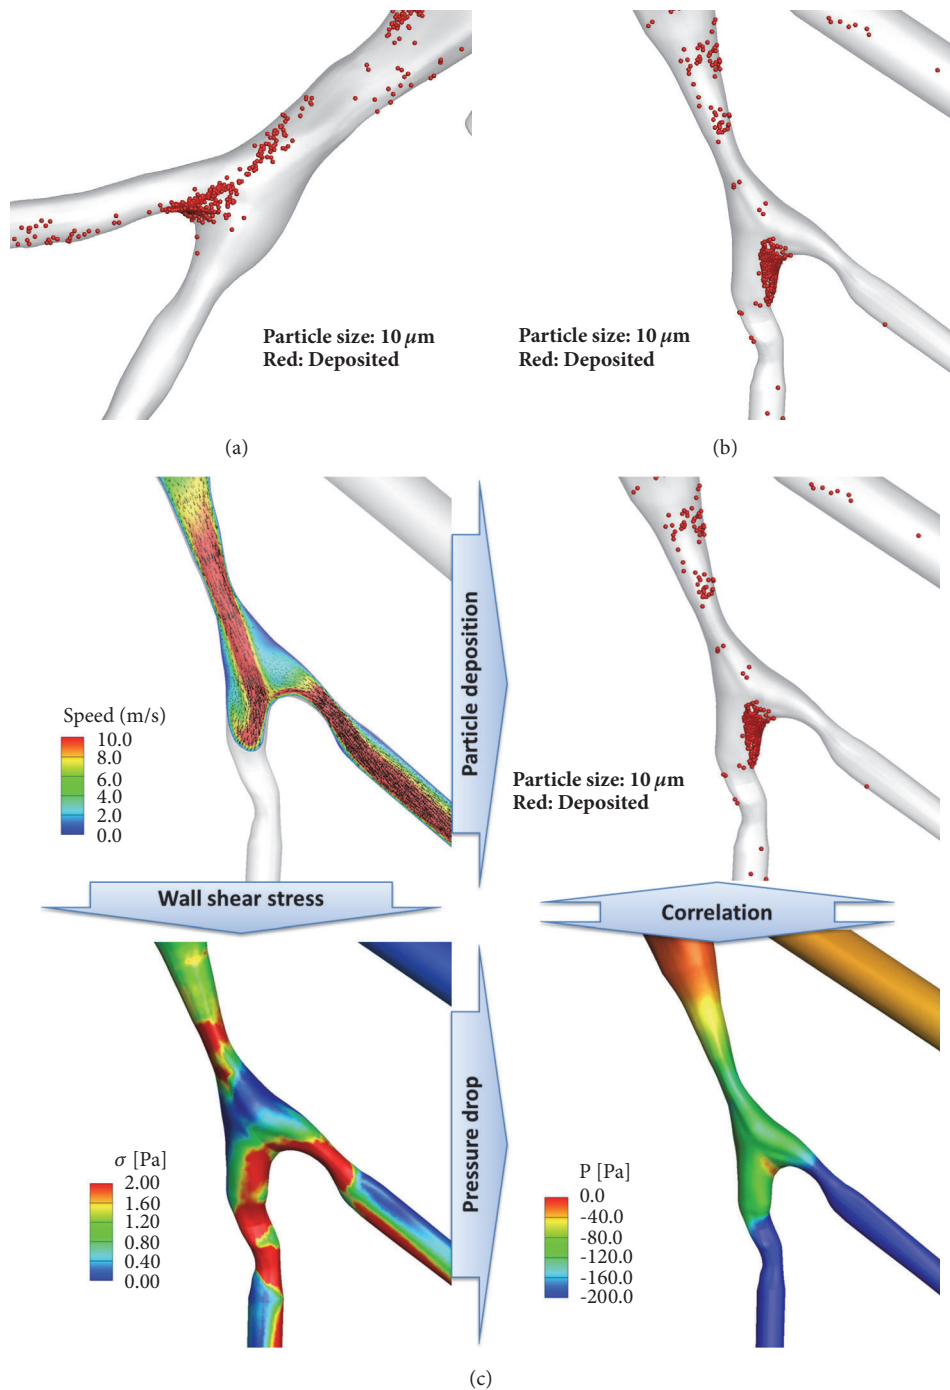 Particle size: 10 μm
Red: Deposited
Particle size: 10 μm
Red: Deposited
(a)
(b)
Speed (m/s)
10.0
8.0
6.0
4.0
2.0
0.0
Particle deposition
Particle size: 10 μm
Red: Deposited
Wall shear stress
Correlation
σ [Pa]
2.00
1.60
1.20
0.80
0.40
0.00
Pressure drop
P [Pa]
0.0
-40.0
-80.0
-120.0
-160.0
-200.0
(c)